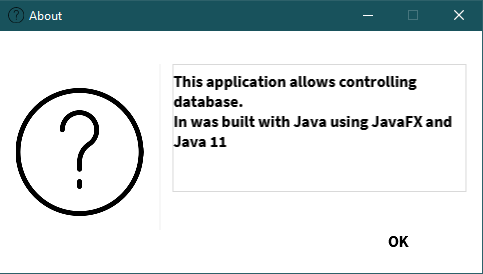 About
This application allows controlling
database.
In was built with Java using JavaFX and
Java 11
OK